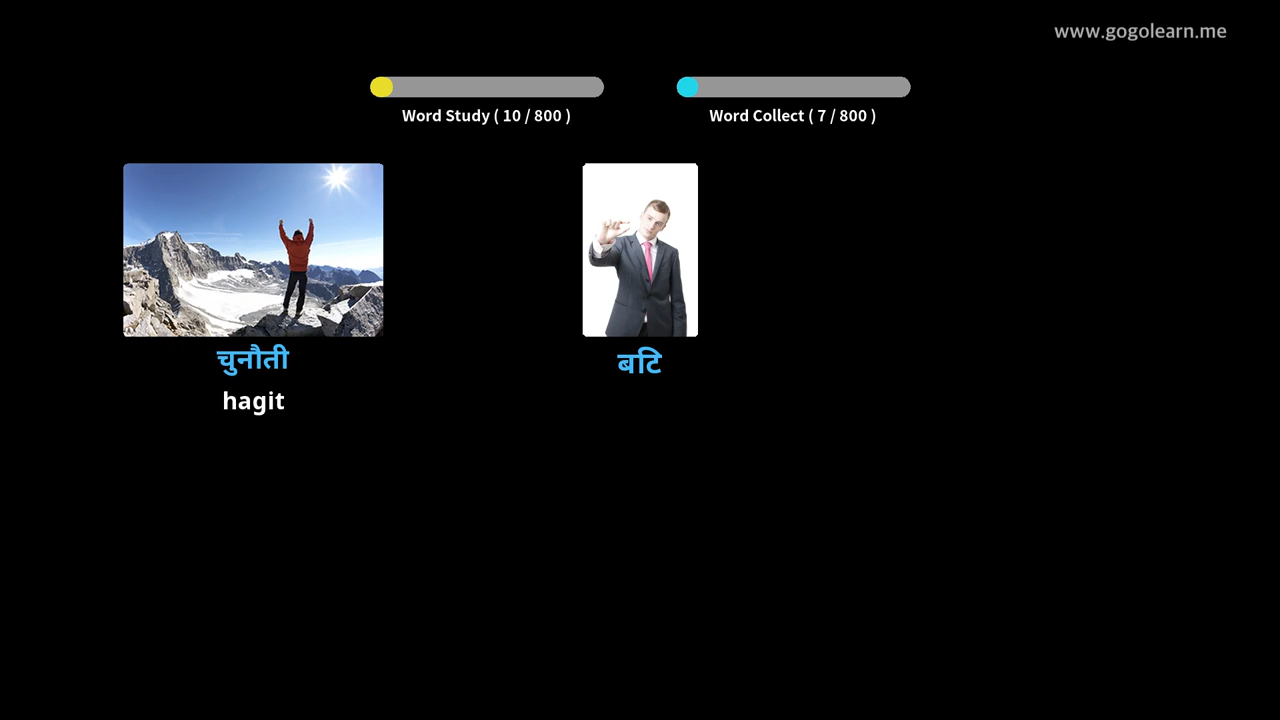 www.gogolearn.me
Word Study ( 10 / 800 )
Word Collect ( 7 / 800 )
चुनौती
hagit
बटि